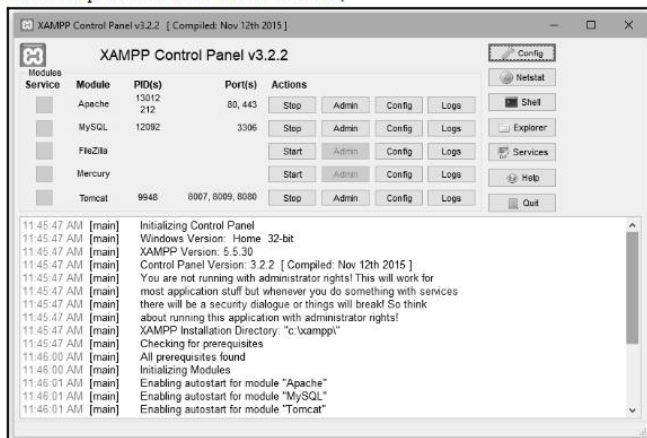 XAMPP Control Panel v3.2.2 [ Compiled: Nov 12th 2015 ]
XAMPP Control Panel v3.2.2
Config
Modules
Service Module PID(s) Port(s) Actions
Netstat
Apache 13012 212 80, 443 Stop Admin Config Logs
Shell
MySQL 12092 3306 Stop Admin Config Logs
Explorer
FileZilla Start Admin Config Logs
Services
Mercury Start Admin Config Logs
Help
Tomcat 9948 8007, 8009, 8080 Stop Admin Config Logs
Quit
11:45:47 AM [main] Initializing Control Panel
11:45:47 AM [main] Windows Version: Home 32-bit
11:45:47 AM [main] XAMPP Version: 5.5.30
11:45:47 AM [main] Control Panel Version: 3.2.2 [ Compiled: Nov 12th 2015 ]
11:45:47 AM [main] You are not running with administrator rights! This will work for
11:45:47 AM [main] most application stuff but whenever you do something with services
11:45:47 AM [main] there will be a security dialogue or things will break! So think
11:45:47 AM [main] about running this application with administrator rights!
11:45:47 AM [main] XAMPP Installation Directory: "c:\xampp\"
11:45:47 AM [main] Checking for prerequisites
11:46:00 AM [main] All prerequisites found
11:46:00 AM [main] Initializing Modules
11:46:01 AM [main] Enabling autostart for module "Apache"
11:46:01 AM [main] Enabling autostart for module "MySQL"
11:46:01 AM [main] Enabling autostart for module "Tomcat"